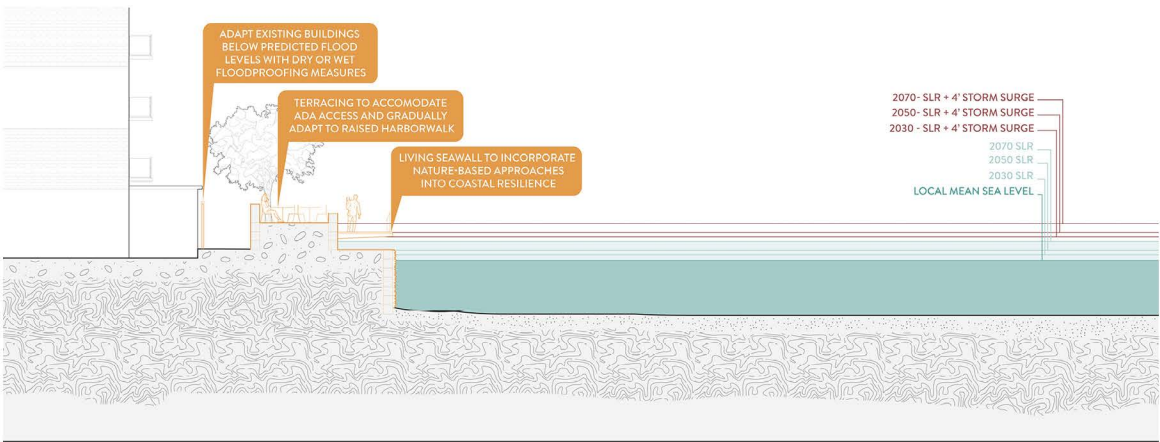 ADAPT EXISTING BUILDINGS
BELOW PREDICTED FLOOD
LEVELS WITH DRY OR WET
FLOODPROOFING MEASURES
TERRACING TO ACCOMODATE
ADA ACCESS AND GRADUALLY
ADAPT TO RAISED HARBORWALK
LIVING SEAWALL TO INCORPORATE
NATURE-BASED APPROACHES
INTO COASTAL RESILIENCE
2070- SLR + 4' STORM SURGE
2050- SLR + 4' STORM SURGE
2030 - SLR + 4' STORM SURGE
2070 SLR
2050 SLR
2030 SLR
LOCAL MEAN SEA LEVEL